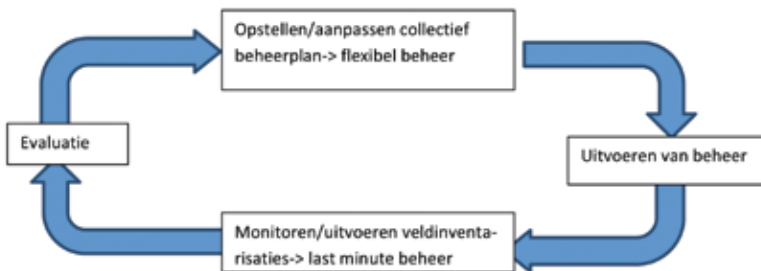 Opstellen/aanpassen collectief
beheerplan-> flexibel beheer
Evaluatie
Uitvoeren van beheer
Monitoren/uitvoeren veldinventa-
risaties-> last minute beheer